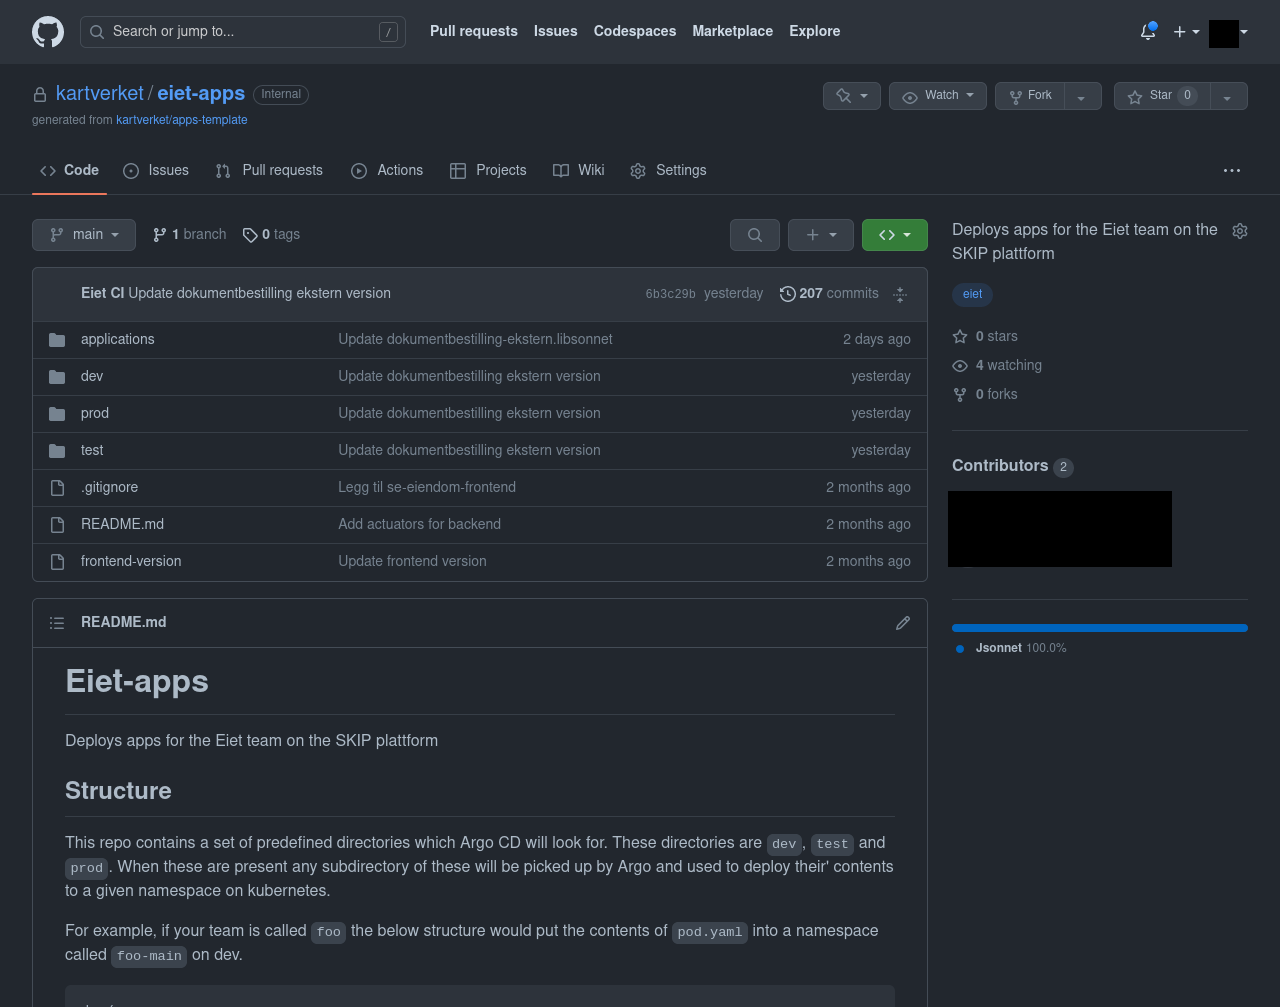 Search or jump to... / Pull requests Issues Codespaces Marketplace Explore
kartverket / eiet-apps Internal Watch Fork Star 0
generated from kartverket/apps-template
Code Issues Pull requests Actions Projects Wiki Settings
main 1 branch 0 tags
Eiet CI Update dokumentbestilling ekstern version 6b3c29b yesterday 207 commits
applications Update dokumentbestilling-ekstern.libsonnet 2 days ago
dev Update dokumentbestilling ekstern version yesterday
prod Update dokumentbestilling ekstern version yesterday
test Update dokumentbestilling ekstern version yesterday
.gitignore Legg til se-eiendom-frontend 2 months ago
README.md Add actuators for backend 2 months ago
frontend-version Update frontend version 2 months ago
README.md
Eiet-apps
Deploys apps for the Eiet team on the SKIP plattform
Structure
This repo contains a set of predefined directories which Argo CD will look for. These directories are dev, test and
prod. When these are present any subdirectory of these will be picked up by Argo and used to deploy their' contents
to a given namespace on kubernetes.
For example, if your team is called foo the below structure would put the contents of pod.yaml into a namespace
called foo-main on dev.
Deploys apps for the Eiet team on the
SKIP plattform
eiet
0 stars
4 watching
0 forks
Contributors 2
Jsonnet 100.0%